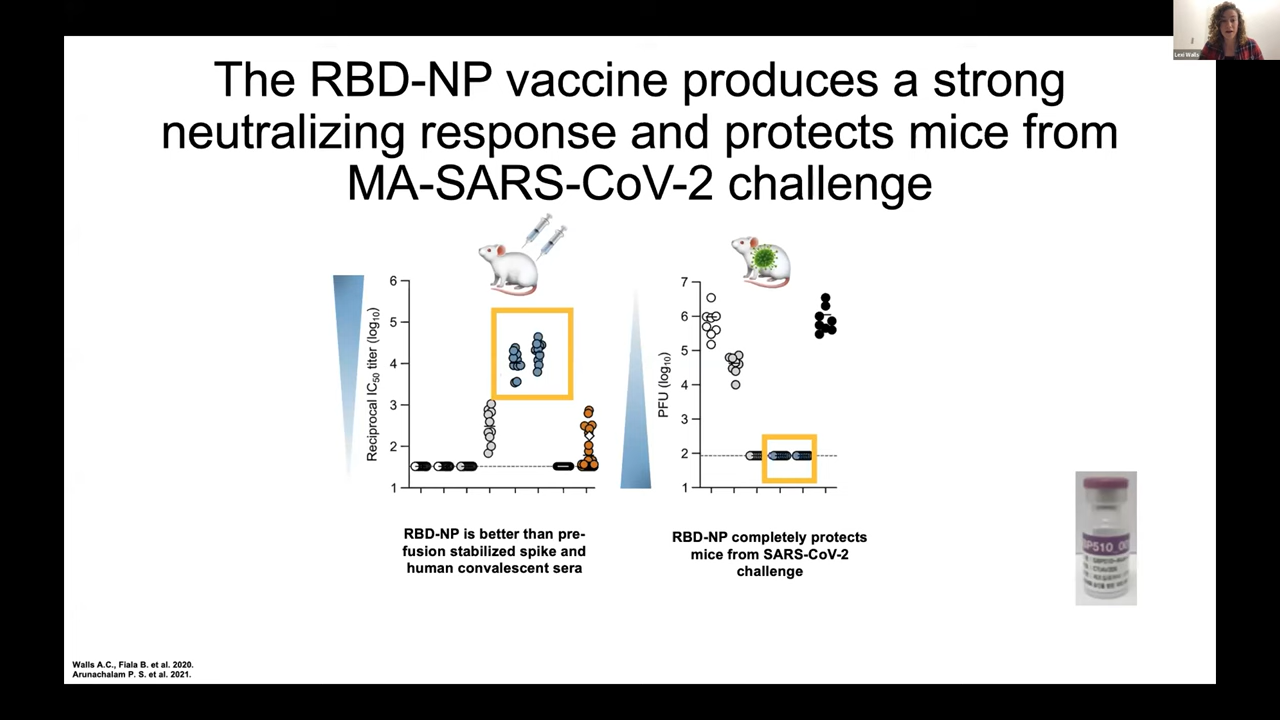 Lexi Walls
The RBD-NP vaccine produces a strong
neutralizing response and protects mice from
MA-SARS-CoV-2 challenge
Reciprocal IC50 titer (log10)
6
5
4
3
2
1
PFU (log10)
7
6
5
4
3
2
1
RBD-NP is better than pre-
fusion stabilized spike and
human convalescent sera
RBD-NP completely protects
mice from SARS-CoV-2
challenge
Walls A.C., Fiala B. et al. 2020.
Arunachalam P. S. et al. 2021.